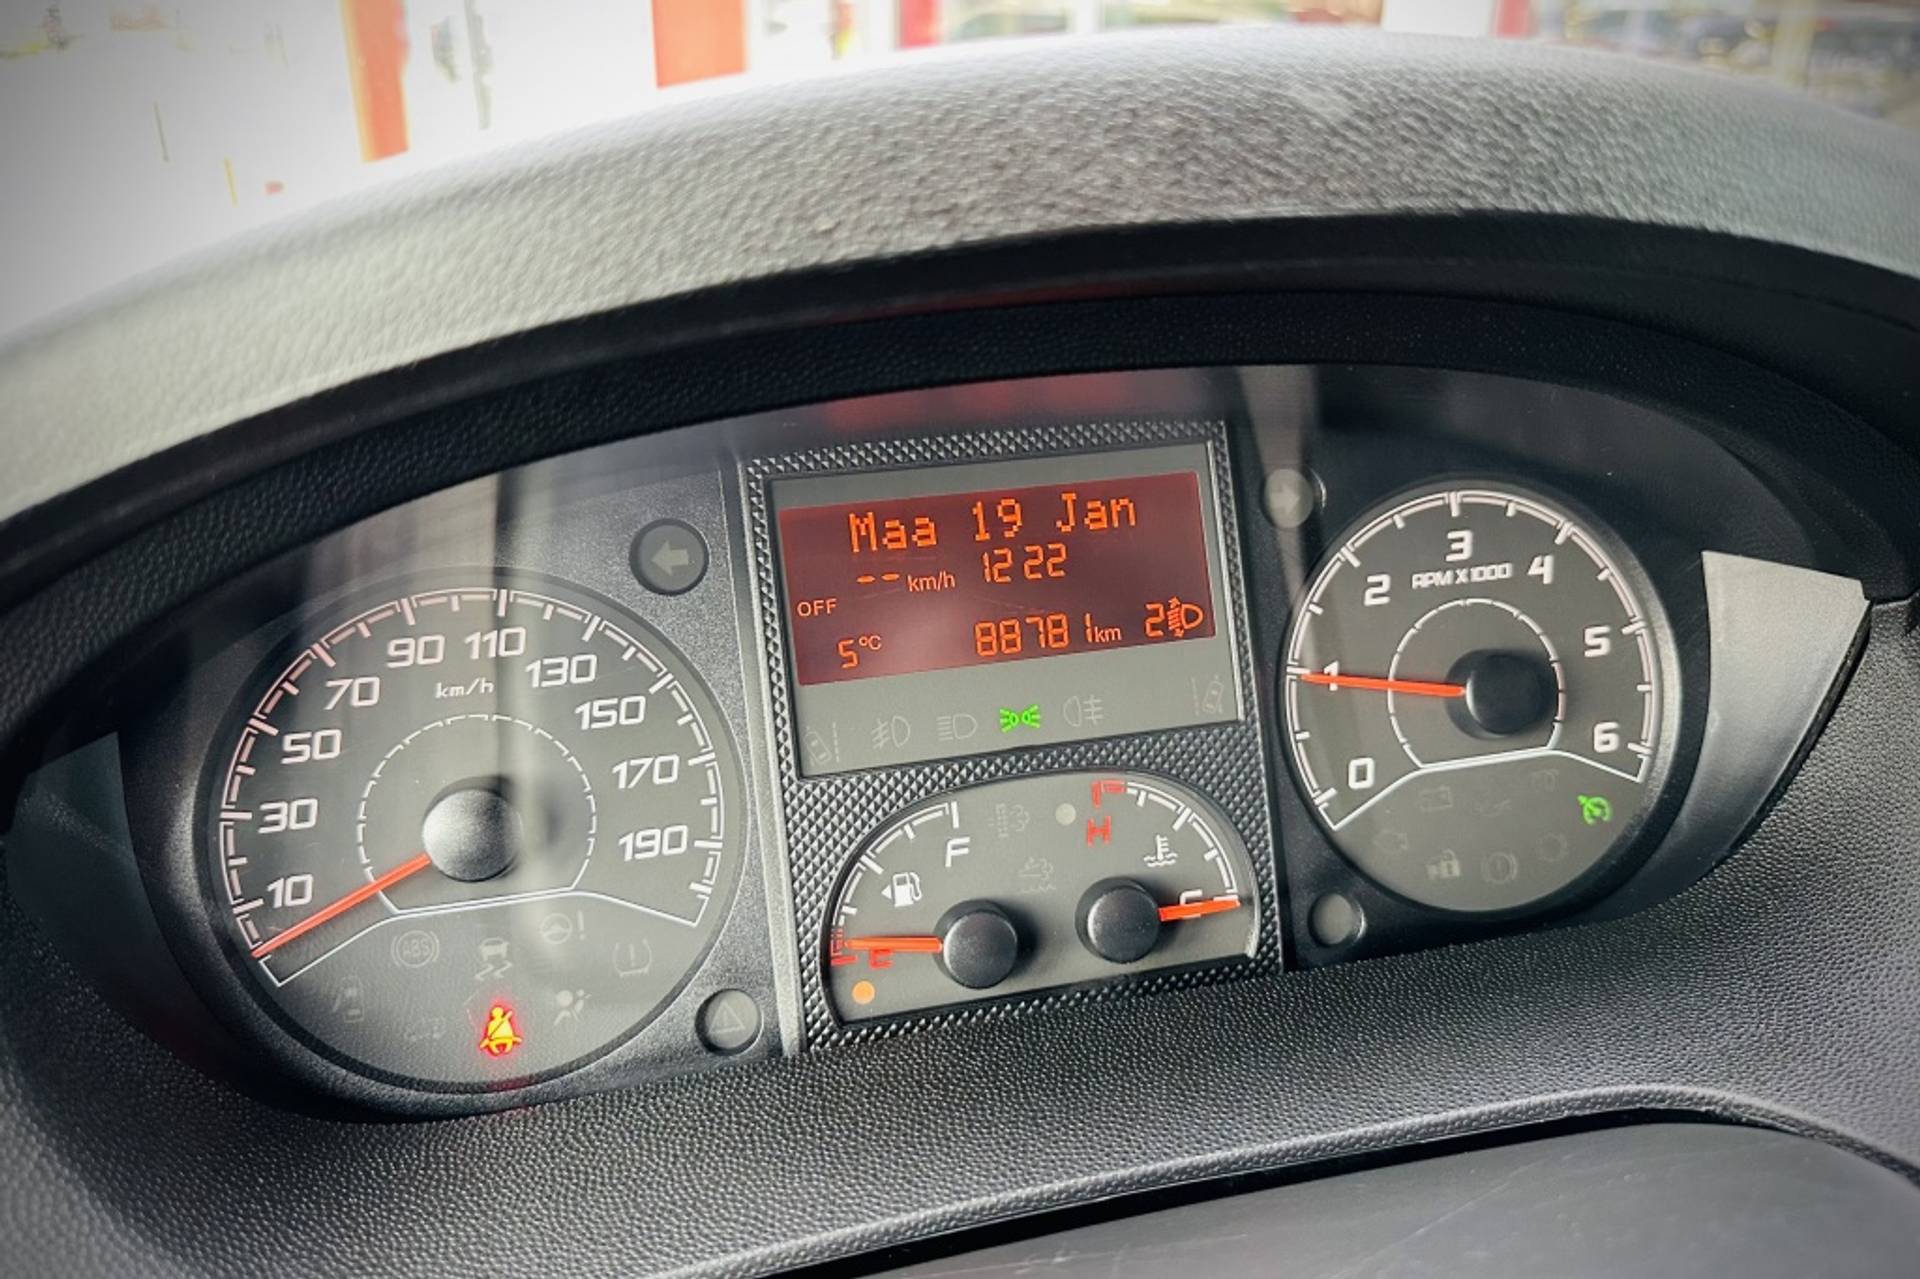 Maa 19 Jan
-- km/h 12 22
OFF
5°C 88781 km 2
10 30 50 70 90 110 130 150 170 190
km/h
0 1 2 3 4 5 6
RPM X 1000
F
E
H
C
ABS